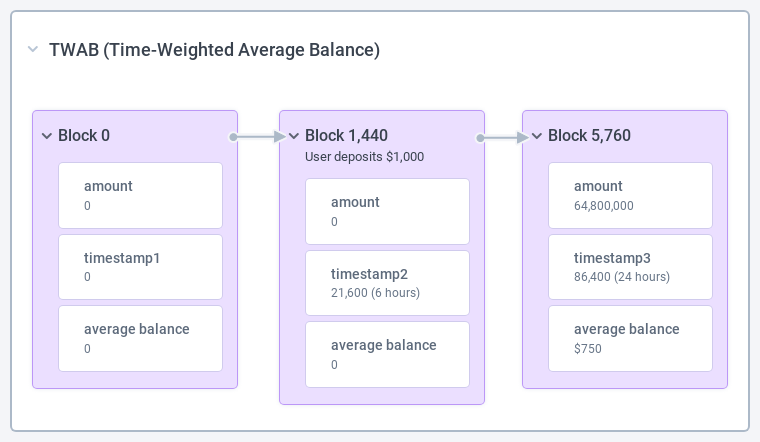 TWAB (Time-Weighted Average Balance)
Block 0
amount
0
timestamp1
0
average balance
0
Block 1,440
User deposits $1,000
amount
0
timestamp2
21,600 (6 hours)
average balance
0
Block 5,760
amount
64,800,000
timestamp3
86,400 (24 hours)
average balance
$750